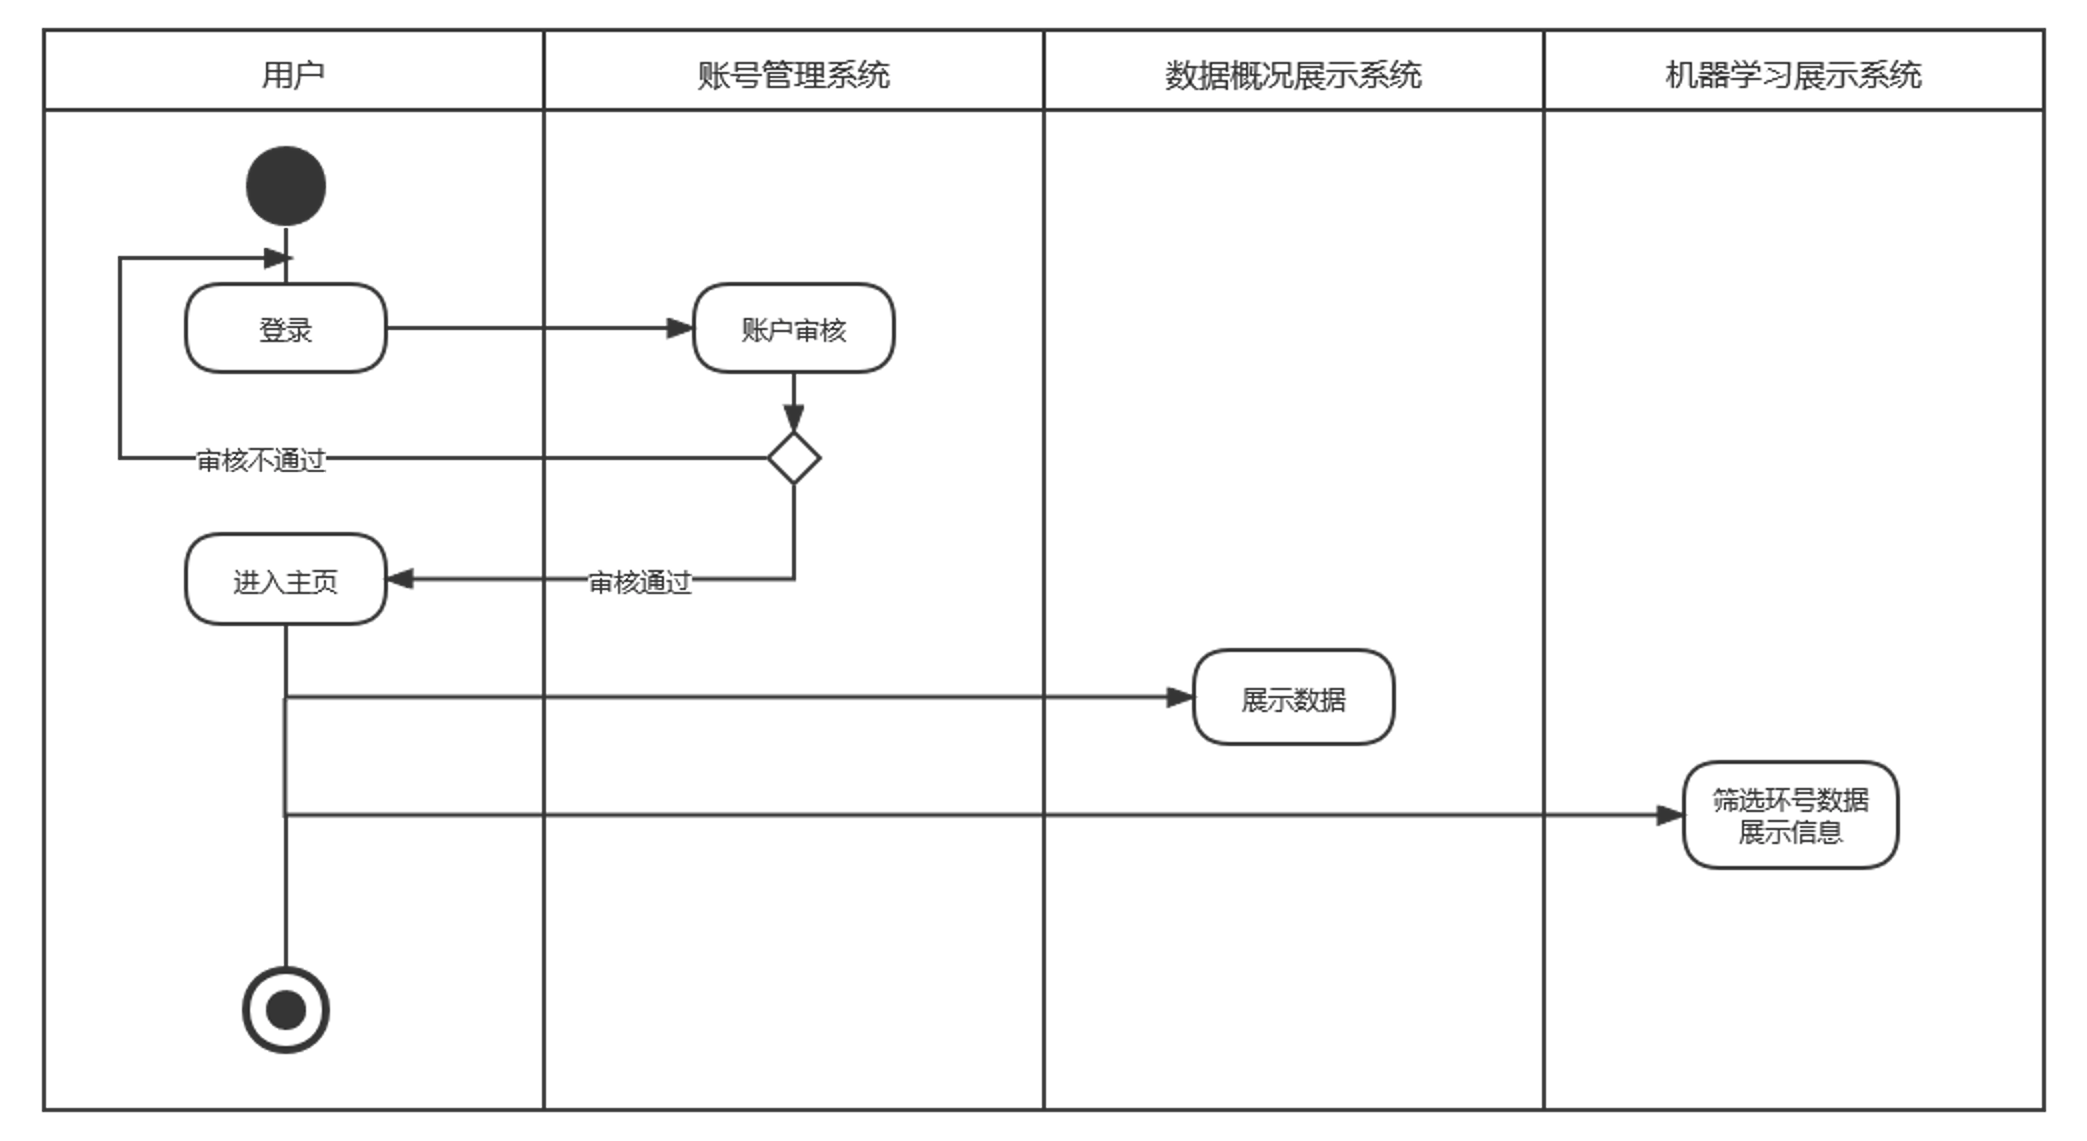 用户
账号管理系统
数据概况展示系统
机器学习展示系统
登录
账户审核
审核不通过
进入主页
审核通过
展示数据
筛选环号数据
展示信息